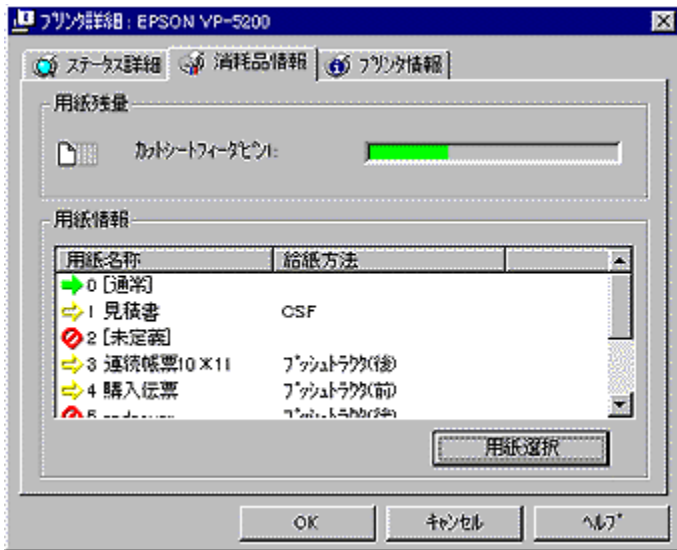 ﾌﾟﾘﾝﾀ詳細 : EPSON VP-5200
ステータス詳細 消耗品情報 プリンタ情報
用紙残量
カットシートフィーダビン1:
用紙情報
用紙名称 給紙方法
0 [通常]
1 見積書 CSF
2 [未定義]
3 連続帳票10×11 ﾌﾟｯｼｭﾄﾗｸﾀ(後)
4 購入伝票 ﾌﾟｯｼｭﾄﾗｸﾀ(前)
用紙選択
OK ｷｬﾝｾﾙ ﾍﾙﾌﾟ